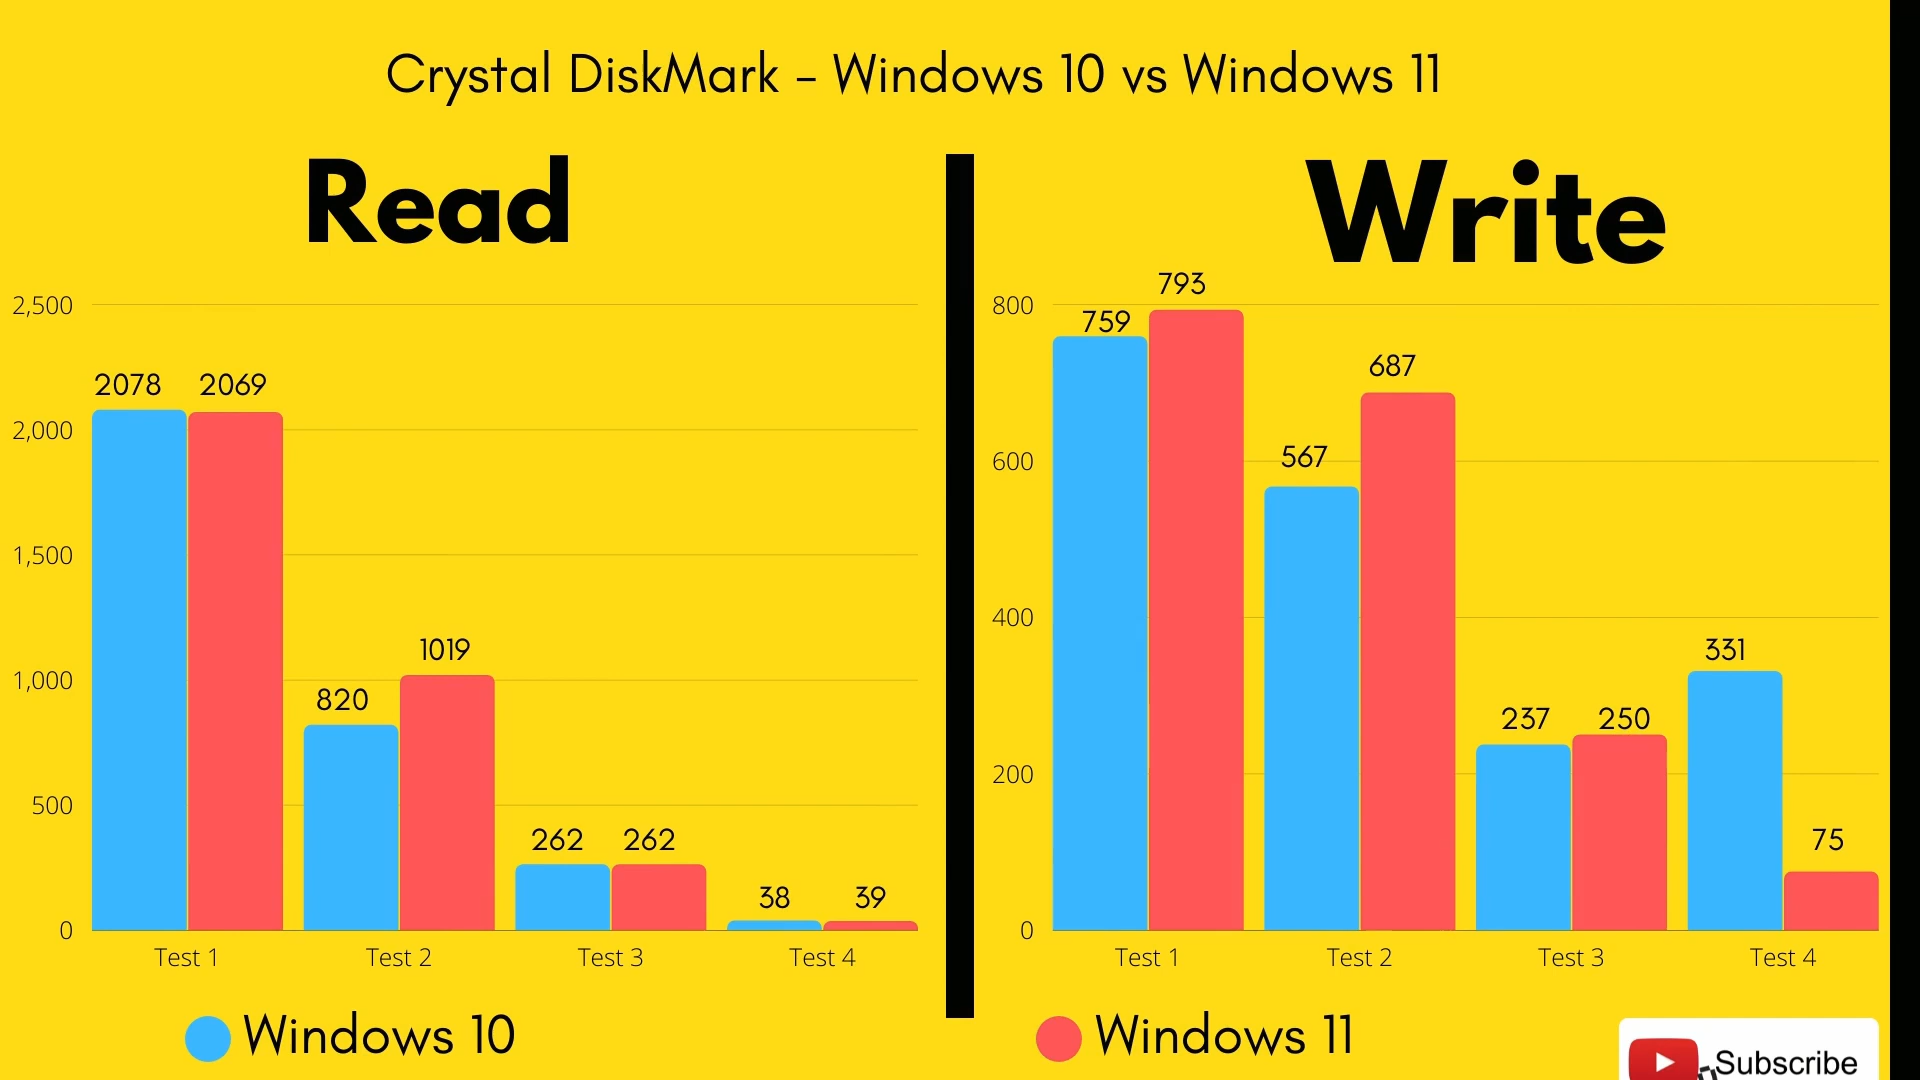 Crystal DiskMark – Windows 10 vs Windows 11
Read
2,500
2,000
1,500
1,000
500
0
2078
2069
820
1019
262
262
38
39
Test 1
Test 2
Test 3
Test 4
Windows 10
Write
800
600
400
200
0
759
793
567
687
237
250
331
75
Test 1
Test 2
Test 3
Test 4
Windows 11
Subscribe